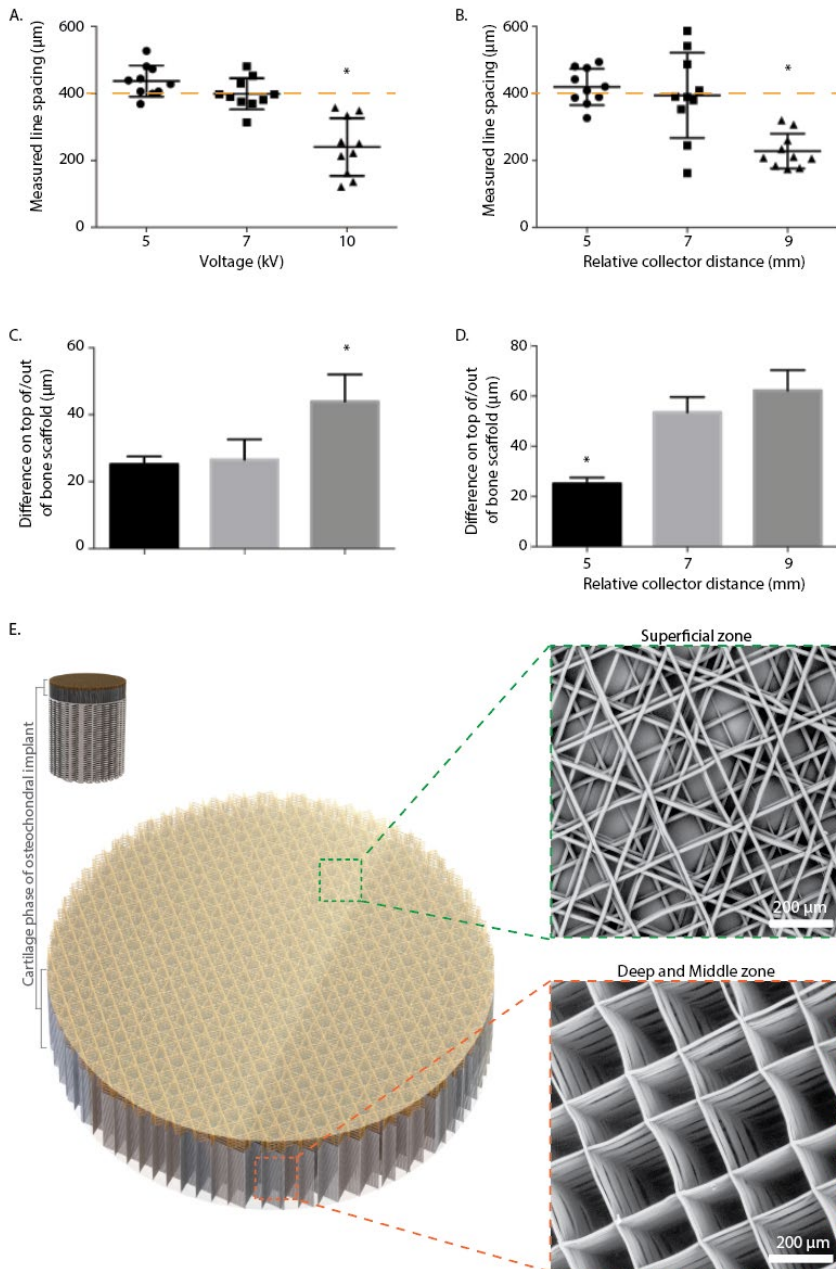 A.
Measured line spacing (µm)
600
400
200
0
*
5
7
10
Voltage (kV)
B.
Measured line spacing (µm)
600
400
200
0
*
5
7
9
Relative collector distance (mm)
C.
Difference on top of/out
of bone scaffold (µm)
60
40
20
0
*
D.
Difference on top of/out
of bone scaffold (µm)
80
60
40
20
0
*
5
7
9
Relative collector distance (mm)
E.
Cartilage phase of osteochondral implant
Superficial zone
200 µm
Deep and Middle zone
200 µm